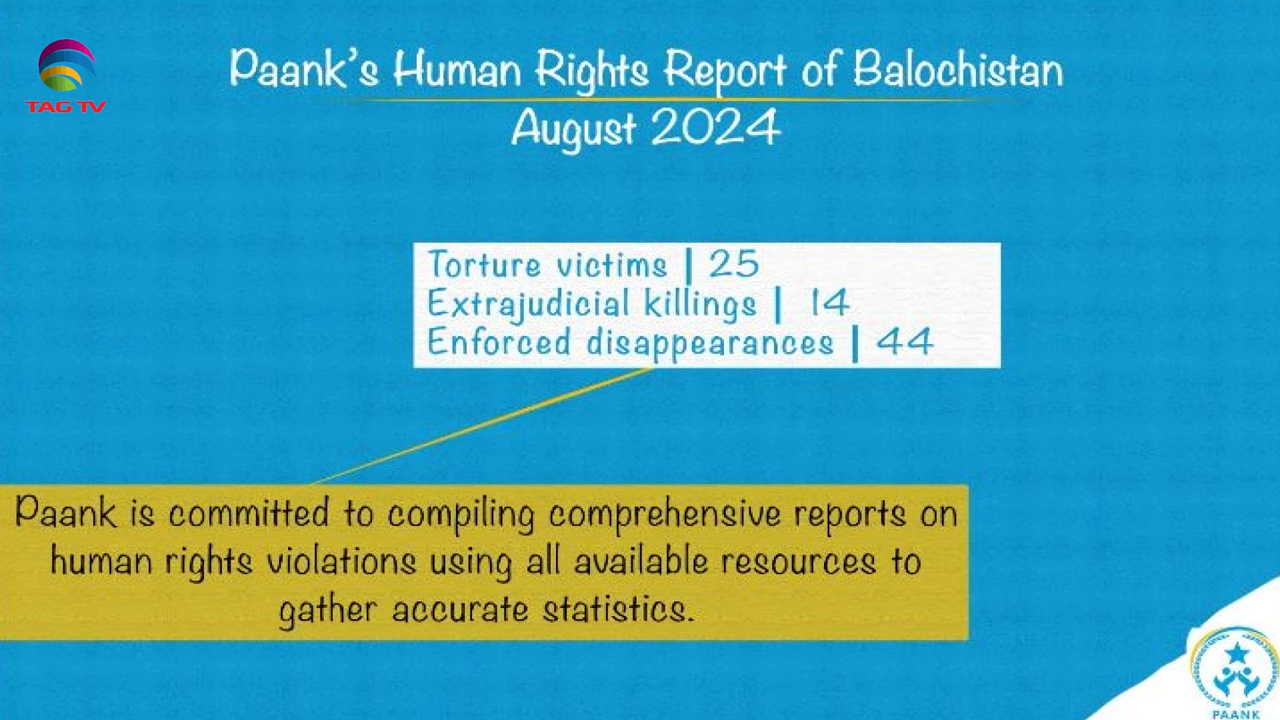 TAG TV
Paank's Human Rights Report of Balochistan
August 2024
Torture victims | 25
Extrajudicial killings | 14
Enforced disappearances | 44
Paank is committed to compiling comprehensive reports on
human rights violations using all available resources to
gather accurate statistics.
PAANK